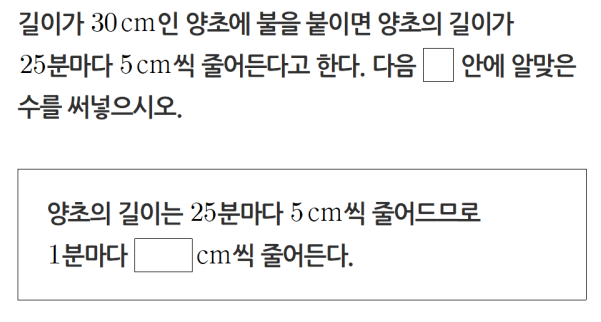 길이가 30cm인 양초에 불을 붙이면 양초의 길이가
25분마다 5cm씩 줄어든다고 한다. 다음 □ 안에 알맞은
수를 써넣으시오.
양초의 길이는 25분마다 5cm씩 줄어드므로
1분마다 □cm씩 줄어든다.